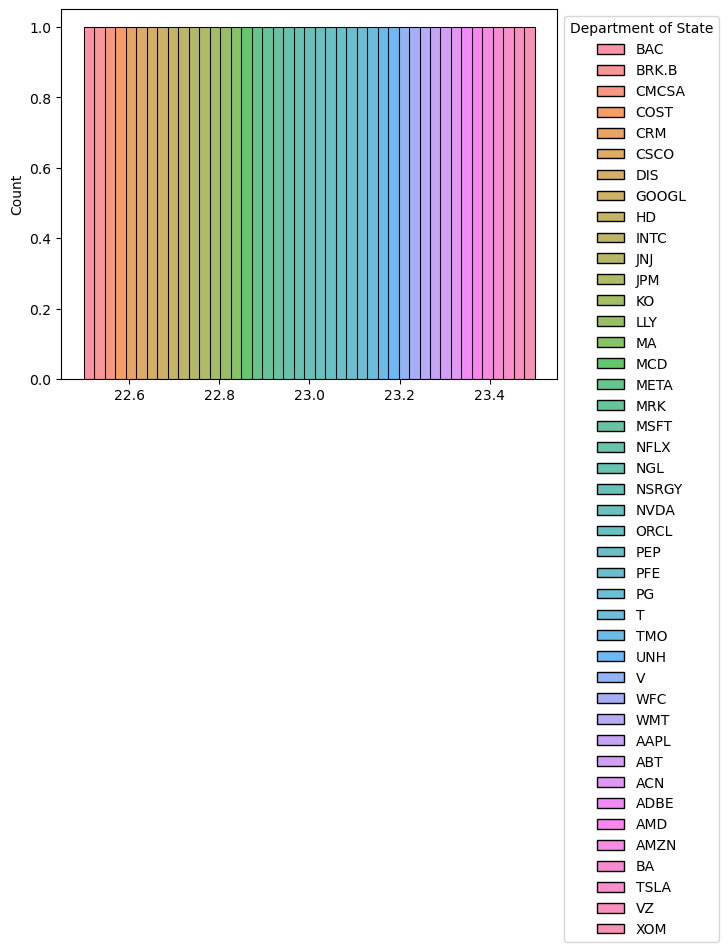 1.0
0.8
0.6
0.4
0.2
0.0
Count
22.6 22.8 23.0 23.2 23.4
Department of State
BAC
BRK.B
CMCSA
COST
CRM
CSCO
DIS
GOOGL
HD
INTC
JNJ
JPM
KO
LLY
MA
MCD
META
MRK
MSFT
NFLX
NGL
NSRGY
NVDA
ORCL
PEP
PFE
PG
T
TMO
UNH
V
WFC
WMT
AAPL
ABT
ACN
ADBE
AMD
AMZN
BA
TSLA
VZ
XOM